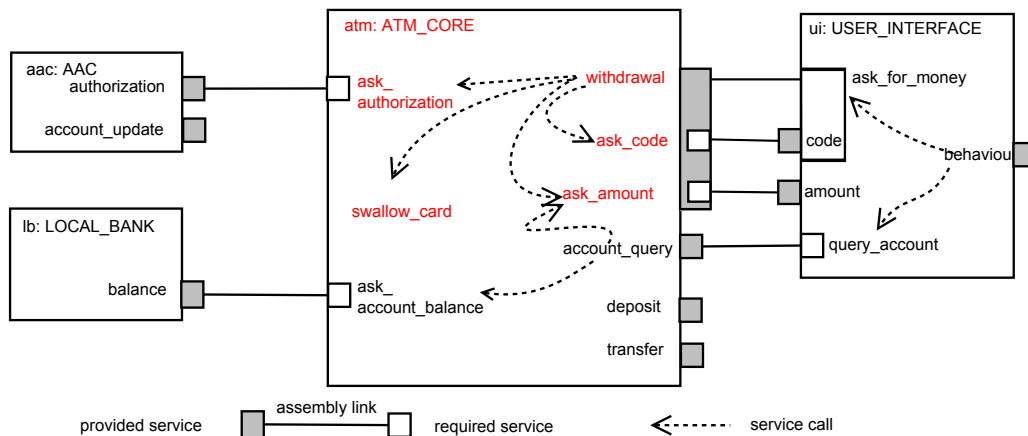 atm: ATM_CORE
ui: USER_INTERFACE
aac: AAC
authorization
account_update
ask_
authorization
withdrawal
ask_for_money
ask_code
code
behaviou
swallow_card
ask_amount
amount
lb: LOCAL_BANK
account_query
query_account
balance
ask_
account_balance
deposit
transfer
provided service
assembly link
required service
service call